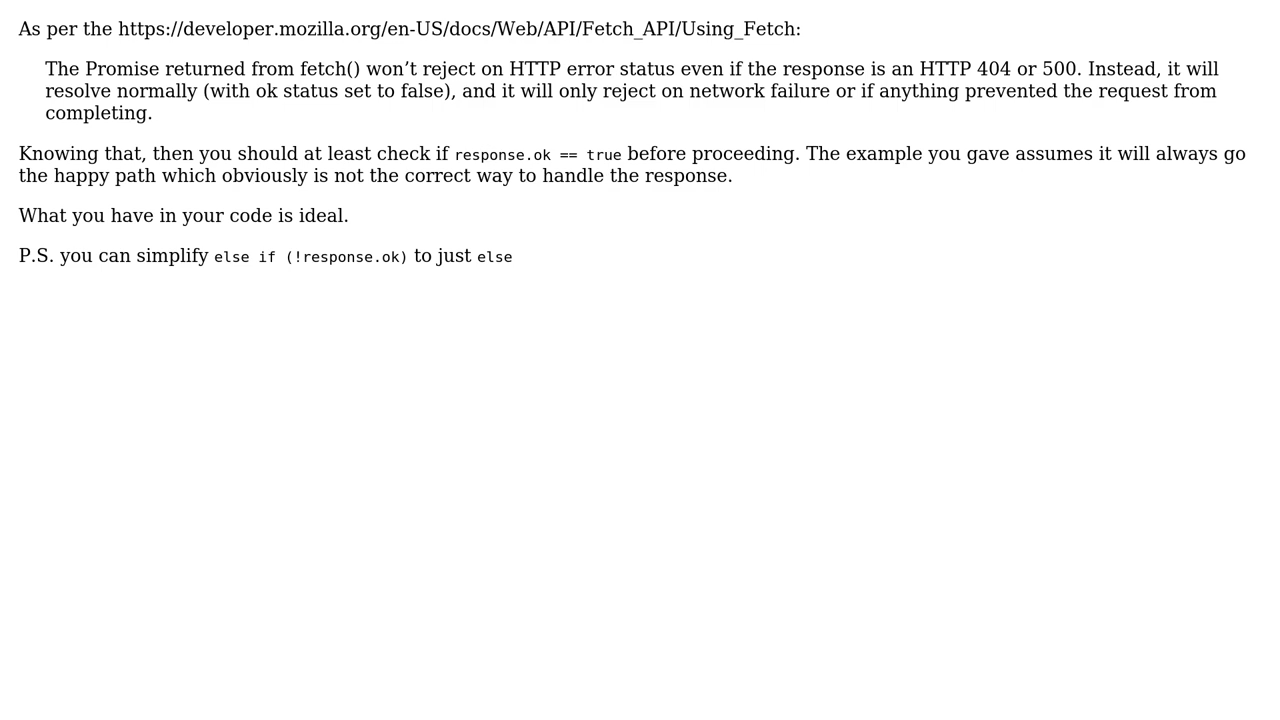 As per the https://developer.mozilla.org/en-US/docs/Web/API/Fetch_API/Using_Fetch:
The Promise returned from fetch() won’t reject on HTTP error status even if the response is an HTTP 404 or 500. Instead, it will
resolve normally (with ok status set to false), and it will only reject on network failure or if anything prevented the request from
completing.
Knowing that, then you should at least check if response.ok == true before proceeding. The example you gave assumes it will always go
the happy path which obviously is not the correct way to handle the response.
What you have in your code is ideal.
P.S. you can simplify else if (!response.ok) to just else